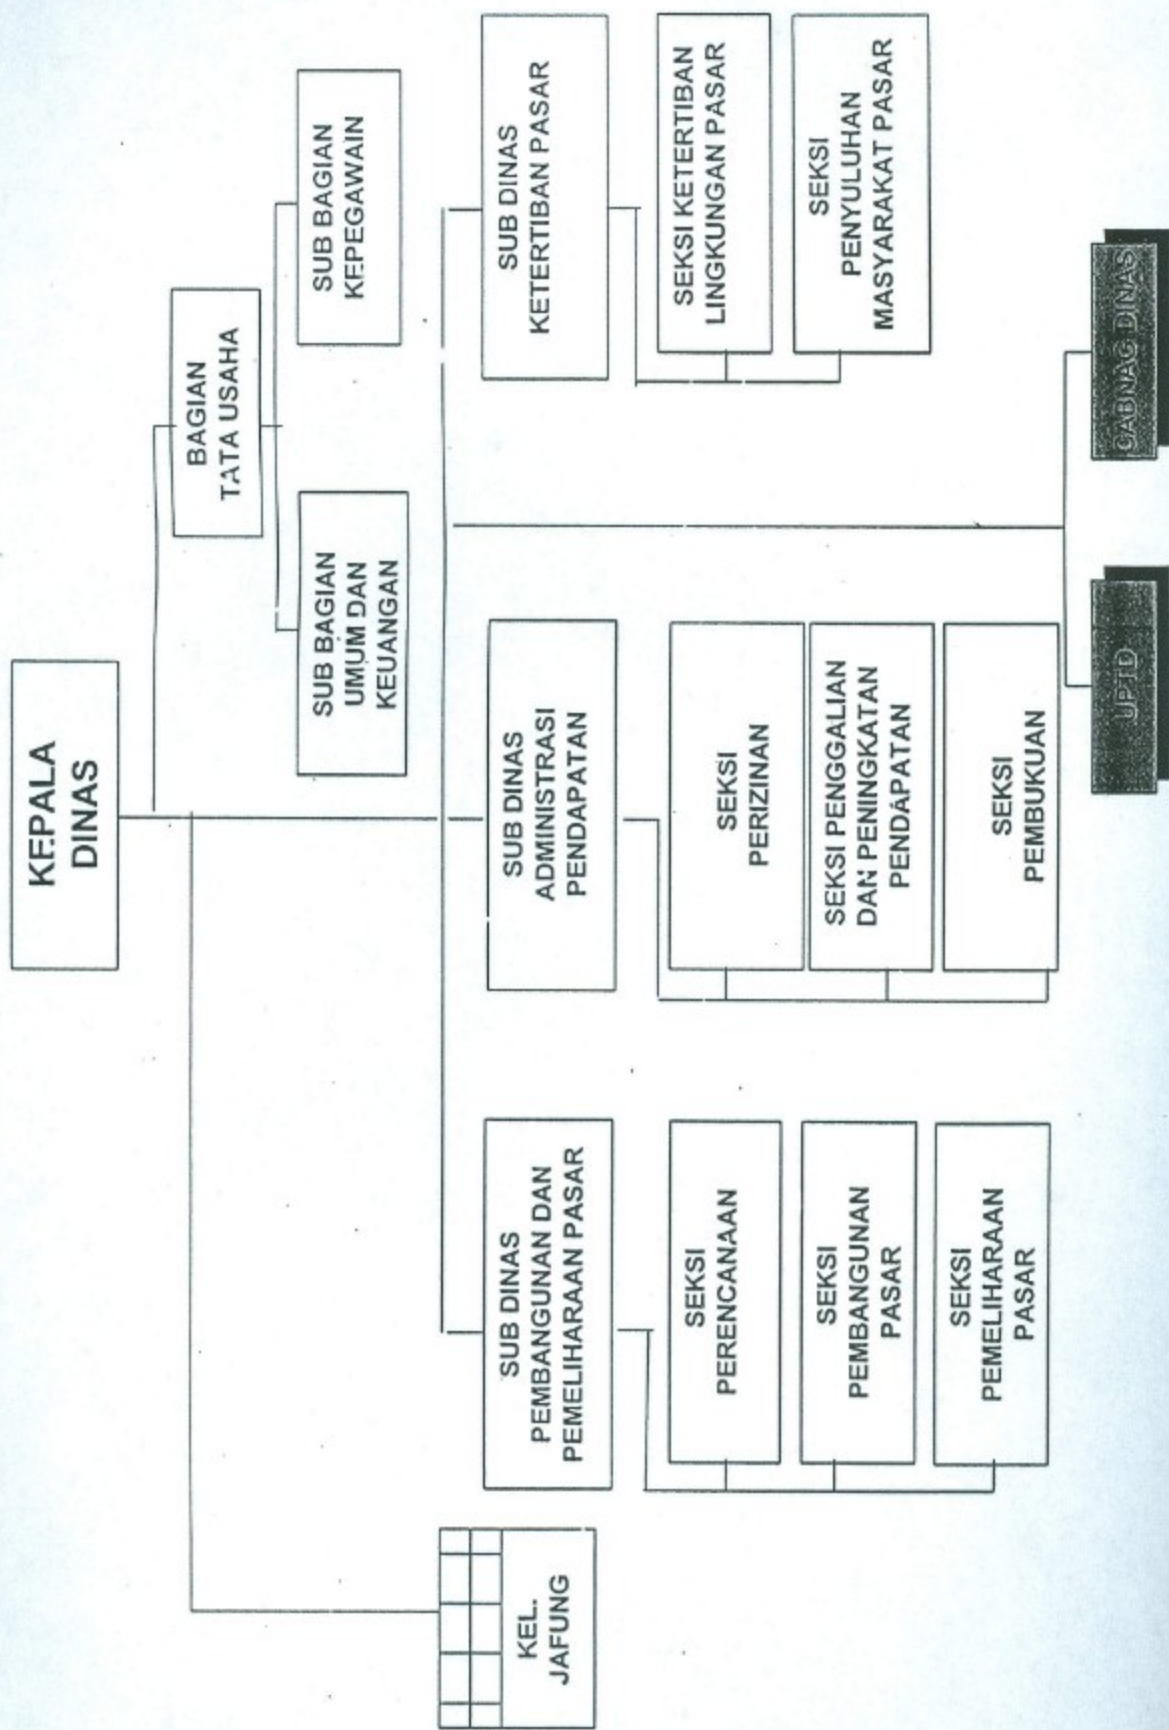 KEPALA
DINAS
BAGIAN
TATA USAHA
SUB BAGIAN
UMUM DAN
KEUANGAN
SUB BAGIAN
KEPEGAWAIN
KEL.
JAFUNG
SUB DINAS
PEMBANGUNAN DAN
PEMELIHARAAN PASAR
SEKSI
PERENCANAAN
SEKSI
PEMBANGUNAN
PASAR
SEKSI
PEMELIHARAAN
PASAR
SUB DINAS
ADMINISTRASI
PENDAPATAN
SEKSI
PERIZINAN
SEKSI PENGGALIAN
DAN PENINGKATAN
PENDAPATAN
SEKSI
PEMBUKUAN
SUB DINAS
KETERTIBAN PASAR
SEKSI KETERTIBAN
LINGKUNGAN PASAR
SEKSI
PENYULUHAN
MASYARAKAT PASAR
UPTD
CABNAG DINAS